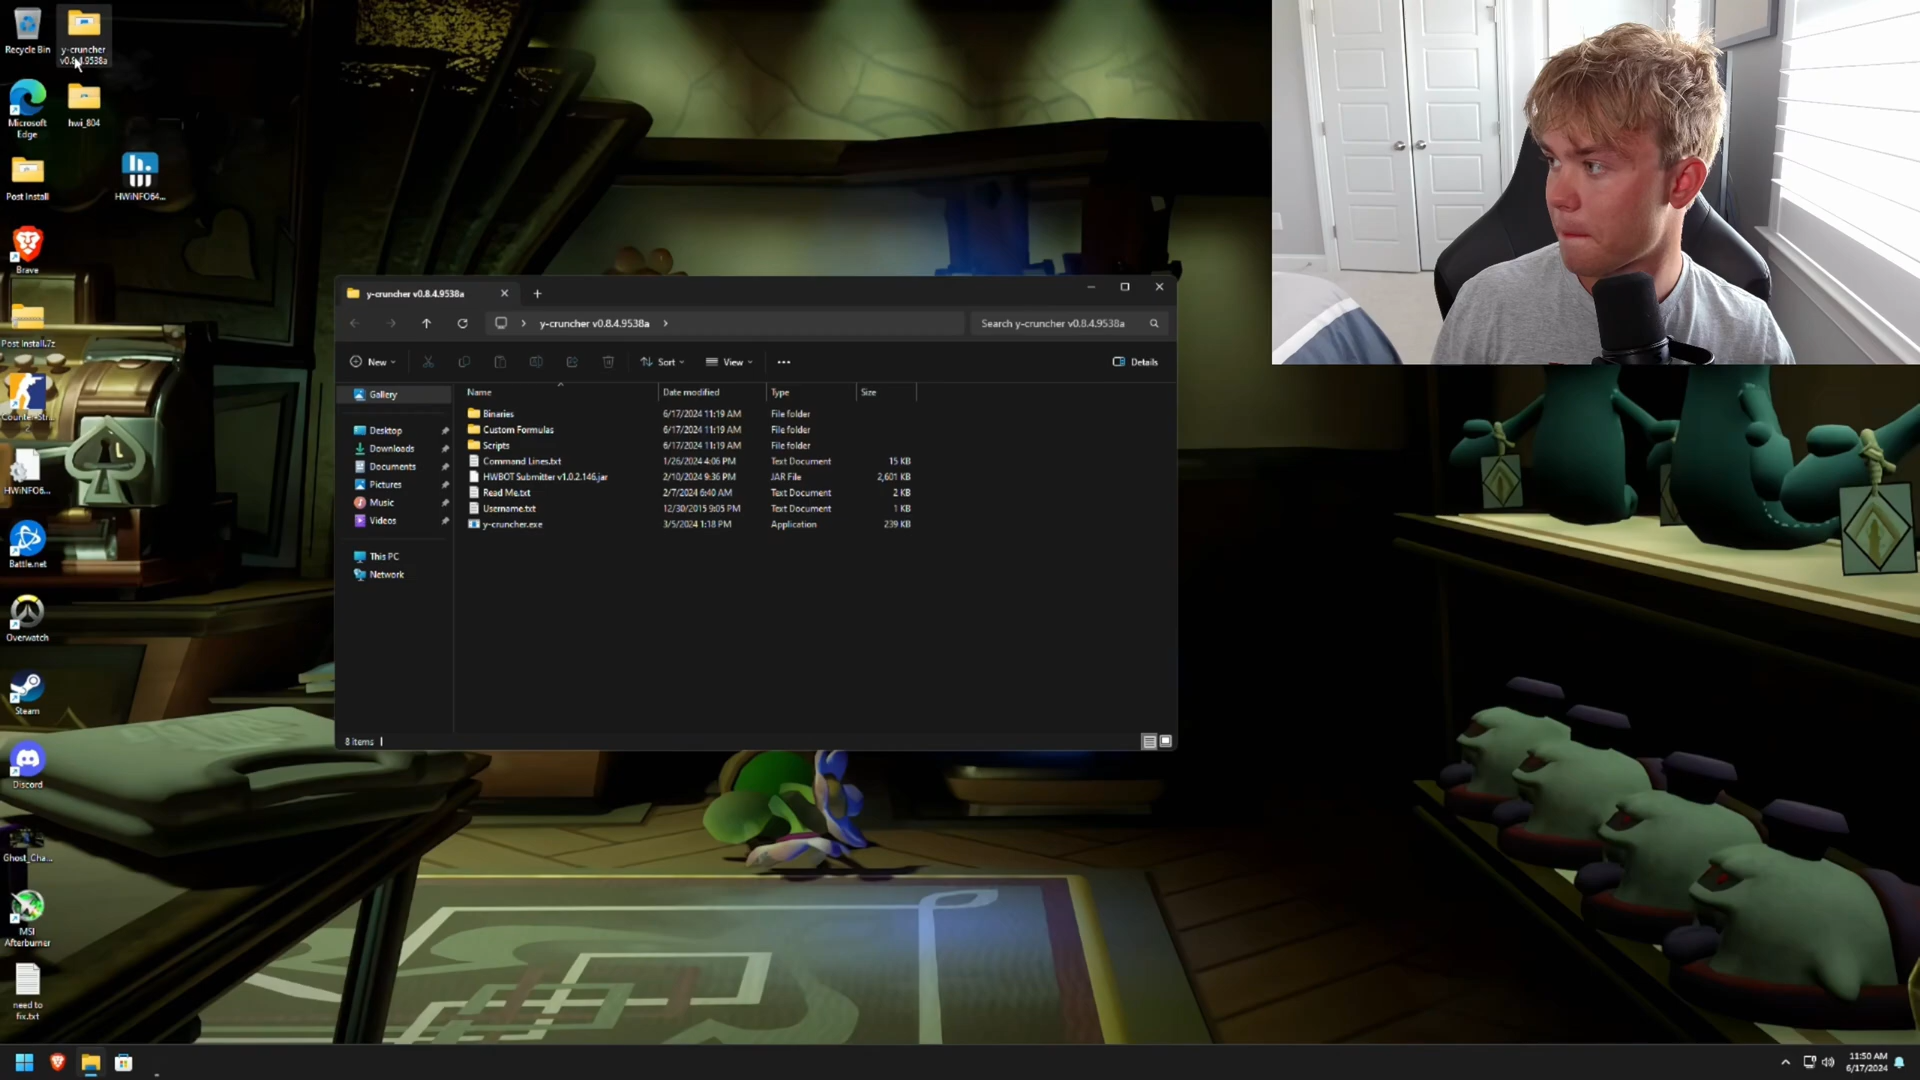 Recycle Bin
y-cruncher
v0.8.4.9538a
Microsoft
Edge
hwi_804
Post Install
HWiNFO64...
Brave
Post Install.7z
Counter-Str...
2
HWiNFO6...
Battle.net
Overwatch
Steam
Discord
Ghost_Cha...
MSI
Afterburner
need to
fix.txt
y-cruncher v0.8.4.9538a
y-cruncher v0.8.4.9538a
Search y-cruncher v0.8.4.9538a
New
Sort
View
Details
Gallery
Desktop
Downloads
Documents
Pictures
Music
Videos
This PC
Network
Name Date modified Type Size
Binaries 6/17/2024 11:19 AM File folder
Custom Formulas 6/17/2024 11:19 AM File folder
Scripts 6/17/2024 11:19 AM File folder
Command Lines.txt 1/26/2024 4:06 PM Text Document 15 KB
HWBOT Submitter v1.0.2.146.jar 2/10/2024 9:36 PM JAR File 2,601 KB
Read Me.txt 2/7/2024 6:40 AM Text Document 2 KB
Username.txt 12/30/2015 9:05 PM Text Document 1 KB
y-cruncher.exe 3/5/2024 1:18 PM Application 239 KB
8 items
11:50 AM
6/17/2024